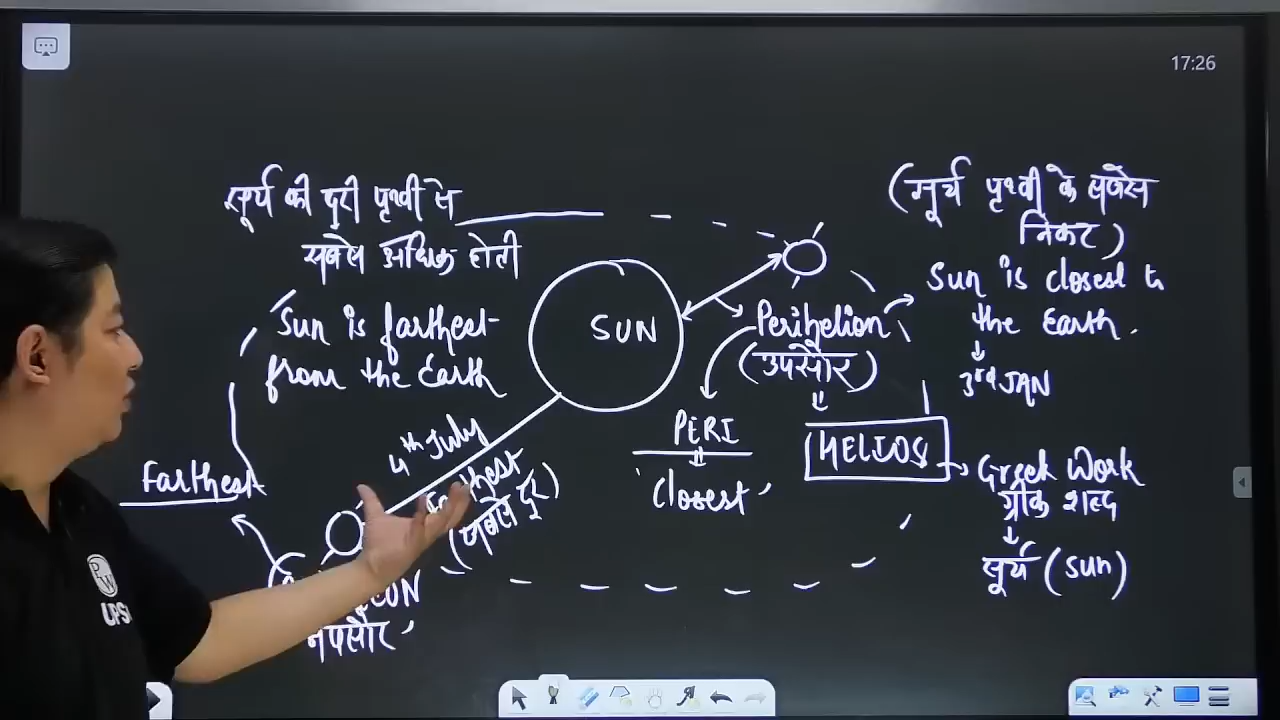 17:26
सूर्य की दुरी पृथ्वी से
सबसे अधिक होती
Sun is farthest
from the Earth
4th July
farthest
(सबसे दूर)
farthest
SUN
Perihelion
(उपसौर)
PERI
'closest'
HELIOS
(सूर्य पृथ्वी के सबसे
निकट)
Sun is closest to
the Earth.
3rd JAN
Greek Work
ग्रीक शब्द
सूर्य (Sun)
PW